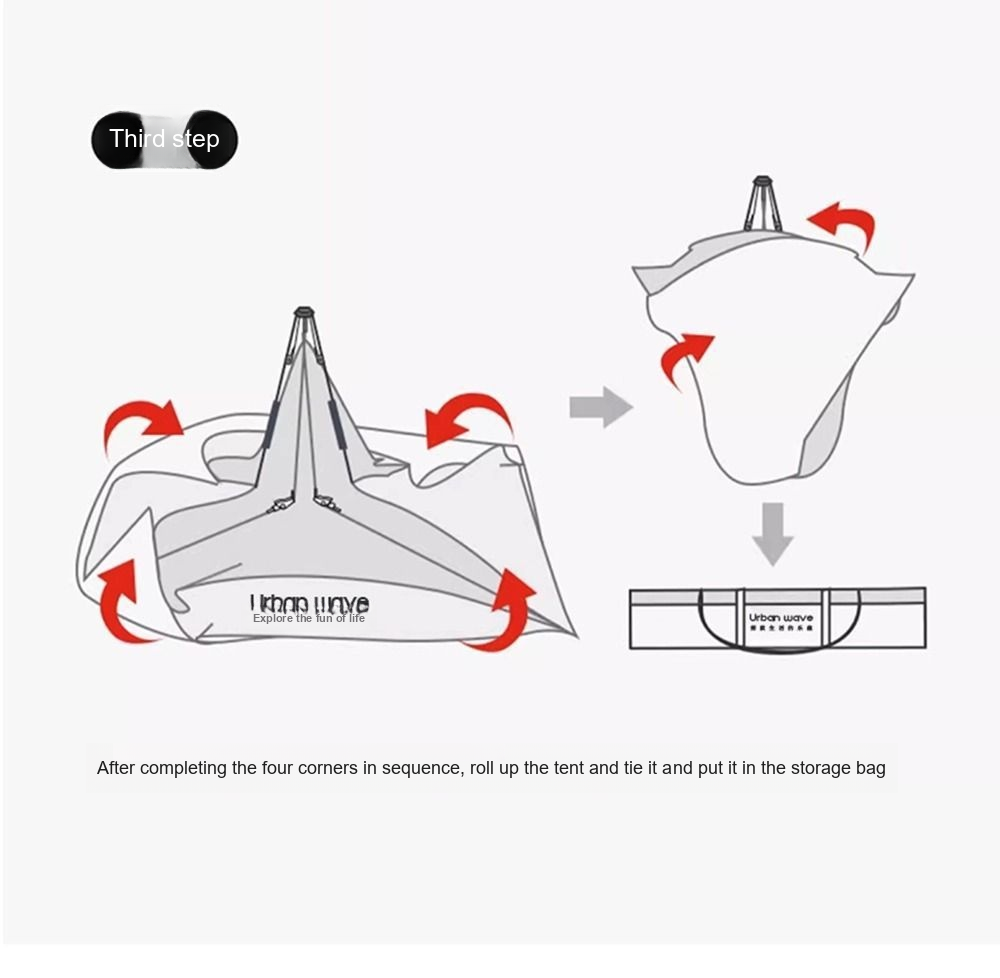 Third step
Urban wave
Explore the fun of life
Urban wave
After completing the four corners in sequence, roll up the tent and tie it and put it in the storage bag